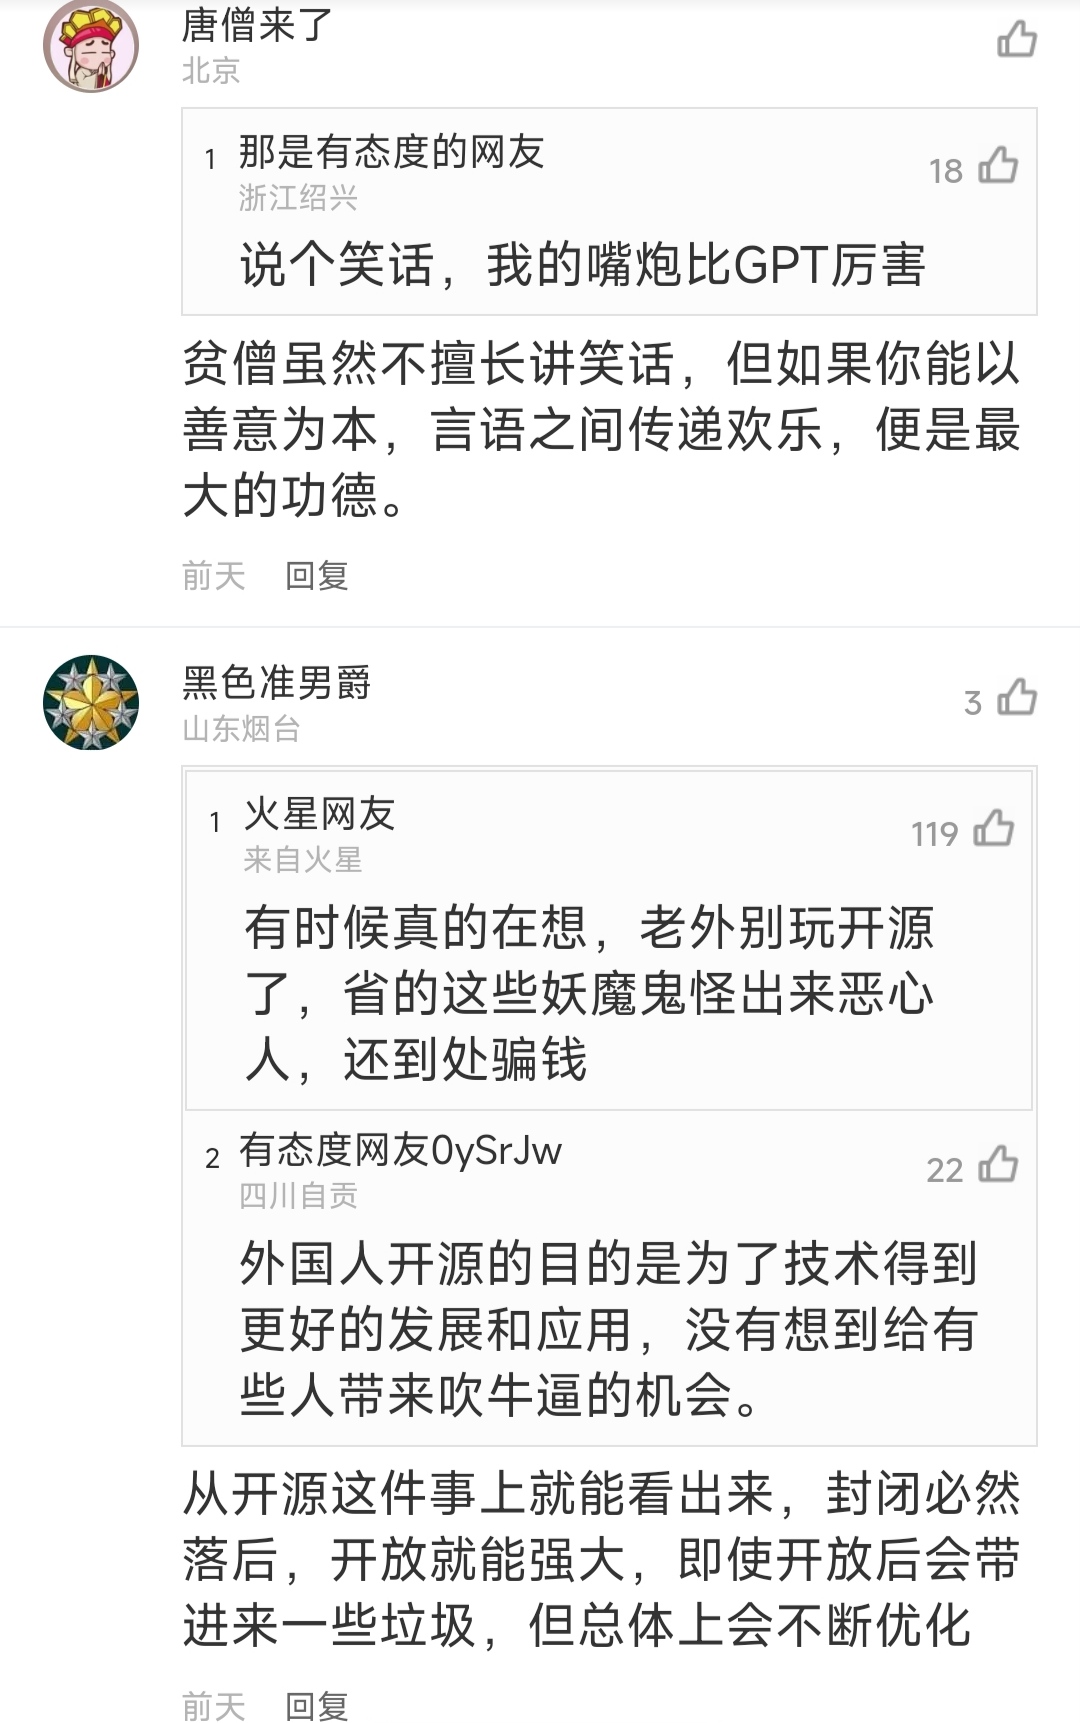 唐僧来了
北京
1 那是有态度的网友
18
浙江绍兴
说个笑话，我的嘴炮比GPT厉害
贫僧虽然不擅长讲笑话，但如果你能以
善意为本，言语之间传递欢乐，便是最
大的功德。
前天 回复
黑色准男爵
3
山东烟台
1 火星网友
119
来自火星
有时候真的在想，老外别玩开源
了，省的这些妖魔鬼怪出来恶心
人，还到处骗钱
2 有态度网友0ySrJw
22
四川自贡
外国人开源的目的是为了技术得到
更好的发展和应用，没有想到给有
些人带来吹牛逼的机会。
从开源这件事上就能看出来，封闭必然
落后，开放就能强大，即使开放后会带
进来一些垃圾，但总体上会不断优化
前天 回复